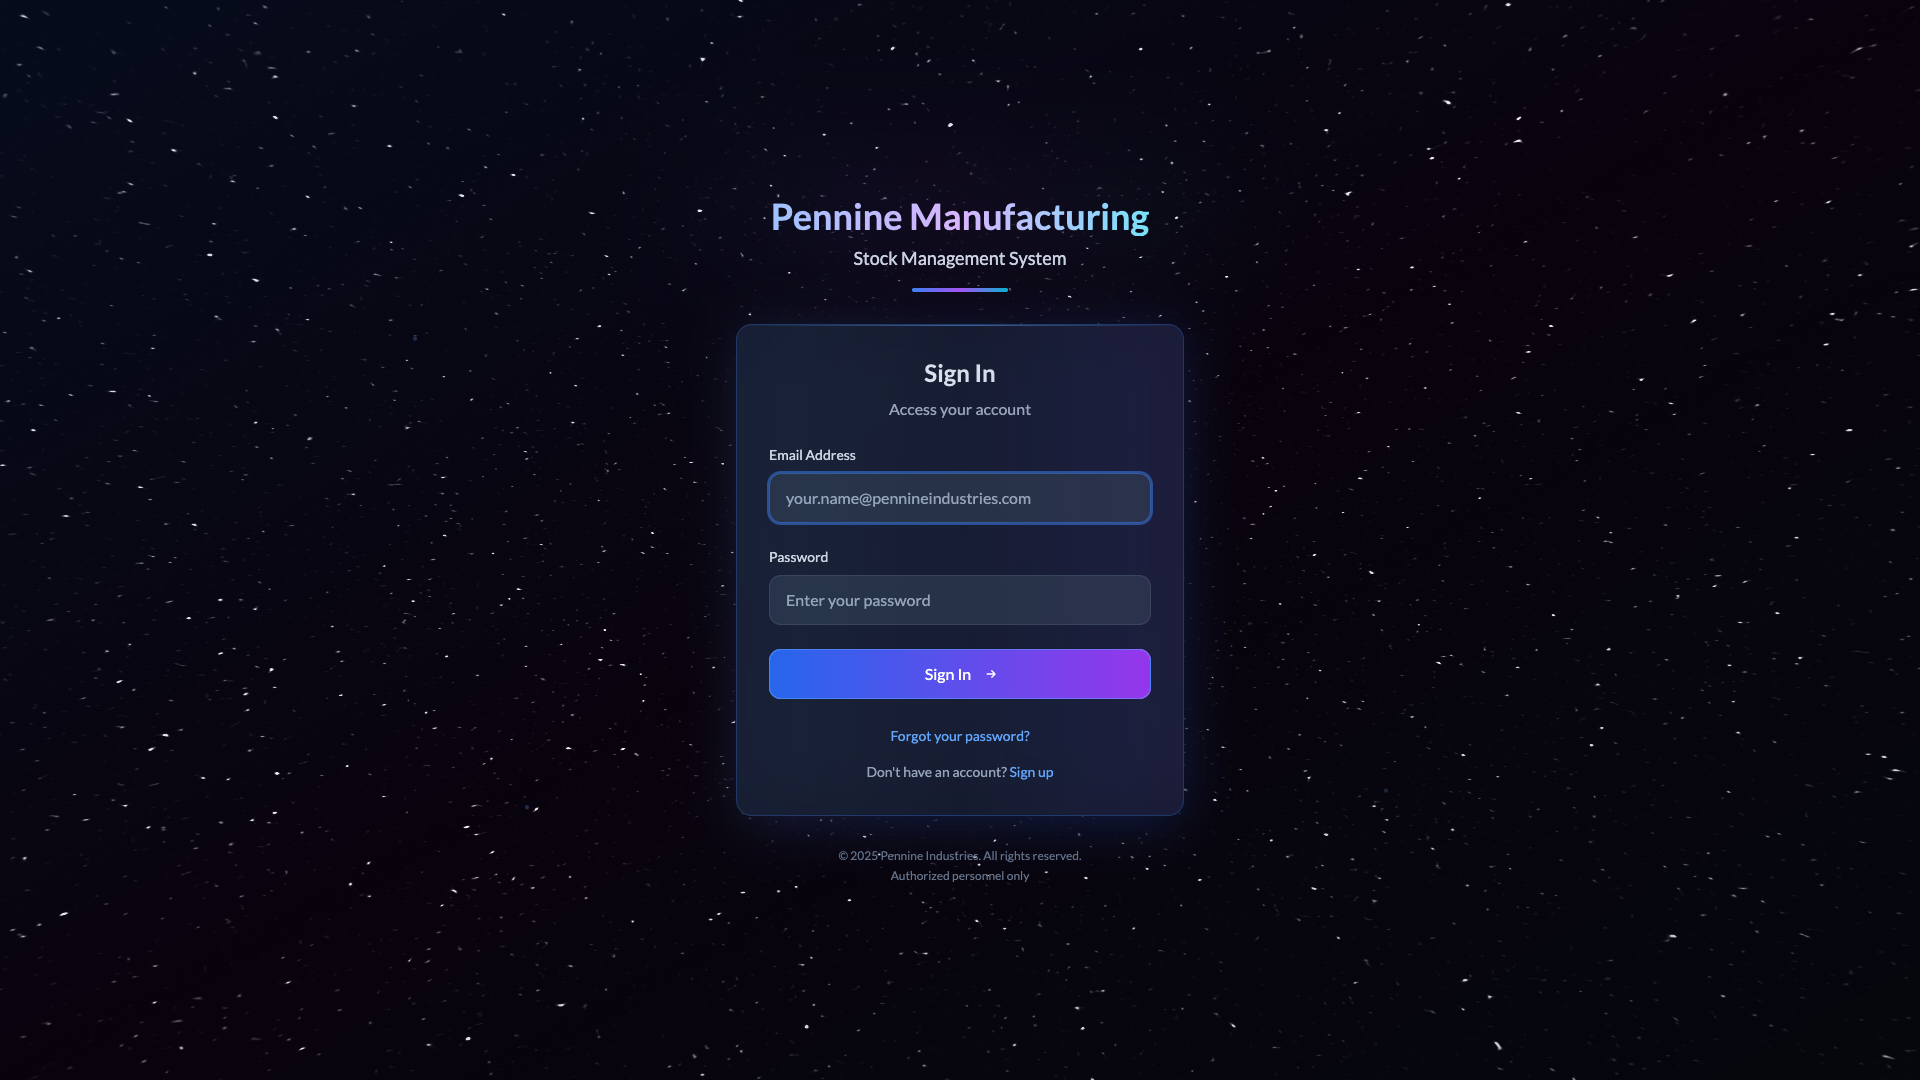 Pennine Manufacturing
Stock Management System
Sign In
Access your account
Email Address
your.name@pennineindustries.com
Password
Enter your password
Sign In →
Forgot your password?
Don't have an account? Sign up
© 2025 Pennine Industries. All rights reserved.
Authorized personnel only